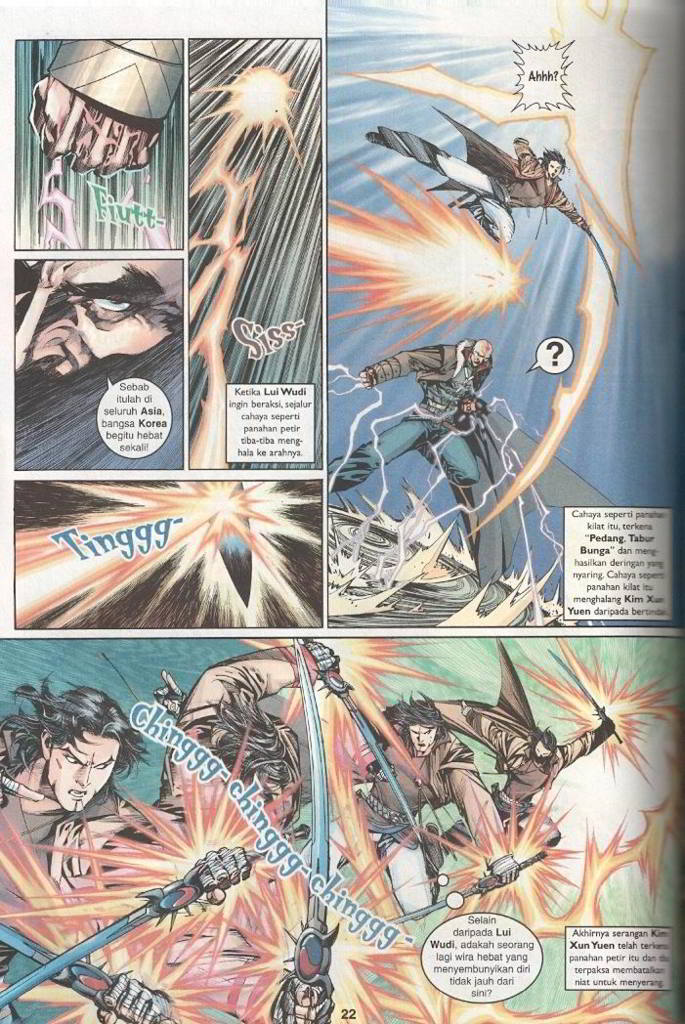 Fiutt-
Sebab
itulah di
seluruh Asia,
bangsa Korea
begitu hebat
sekali!
Siss-
Ketika Lui Wudi
ingin beraksi, sejalur
cahaya seperti
panahan petir
tiba-tiba meng-
hala ke arahnya.
Tinggg-
Ahhh?
?
Cahaya seperti panahan
kilat itu, terkena
"Pedang, Tabur
Bunga" dan meng-
hasilkan deringan yang
nyaring. Cahaya seperti
panahan kilat itu
menghalang Kim Xun
Yuen daripada bertindak.
Chinggg-chinggg-chinggg-
Selain
daripada Lui
Wudi, adakah seorang
lagi wira hebat yang
menyembunyikan diri
tidak jauh dari
sini?
Akhirnya serangan Kim
Xun Yuen telah terkena
panahan petir itu dan
terpaksa membatalkan
niat untuk menyerang.
22